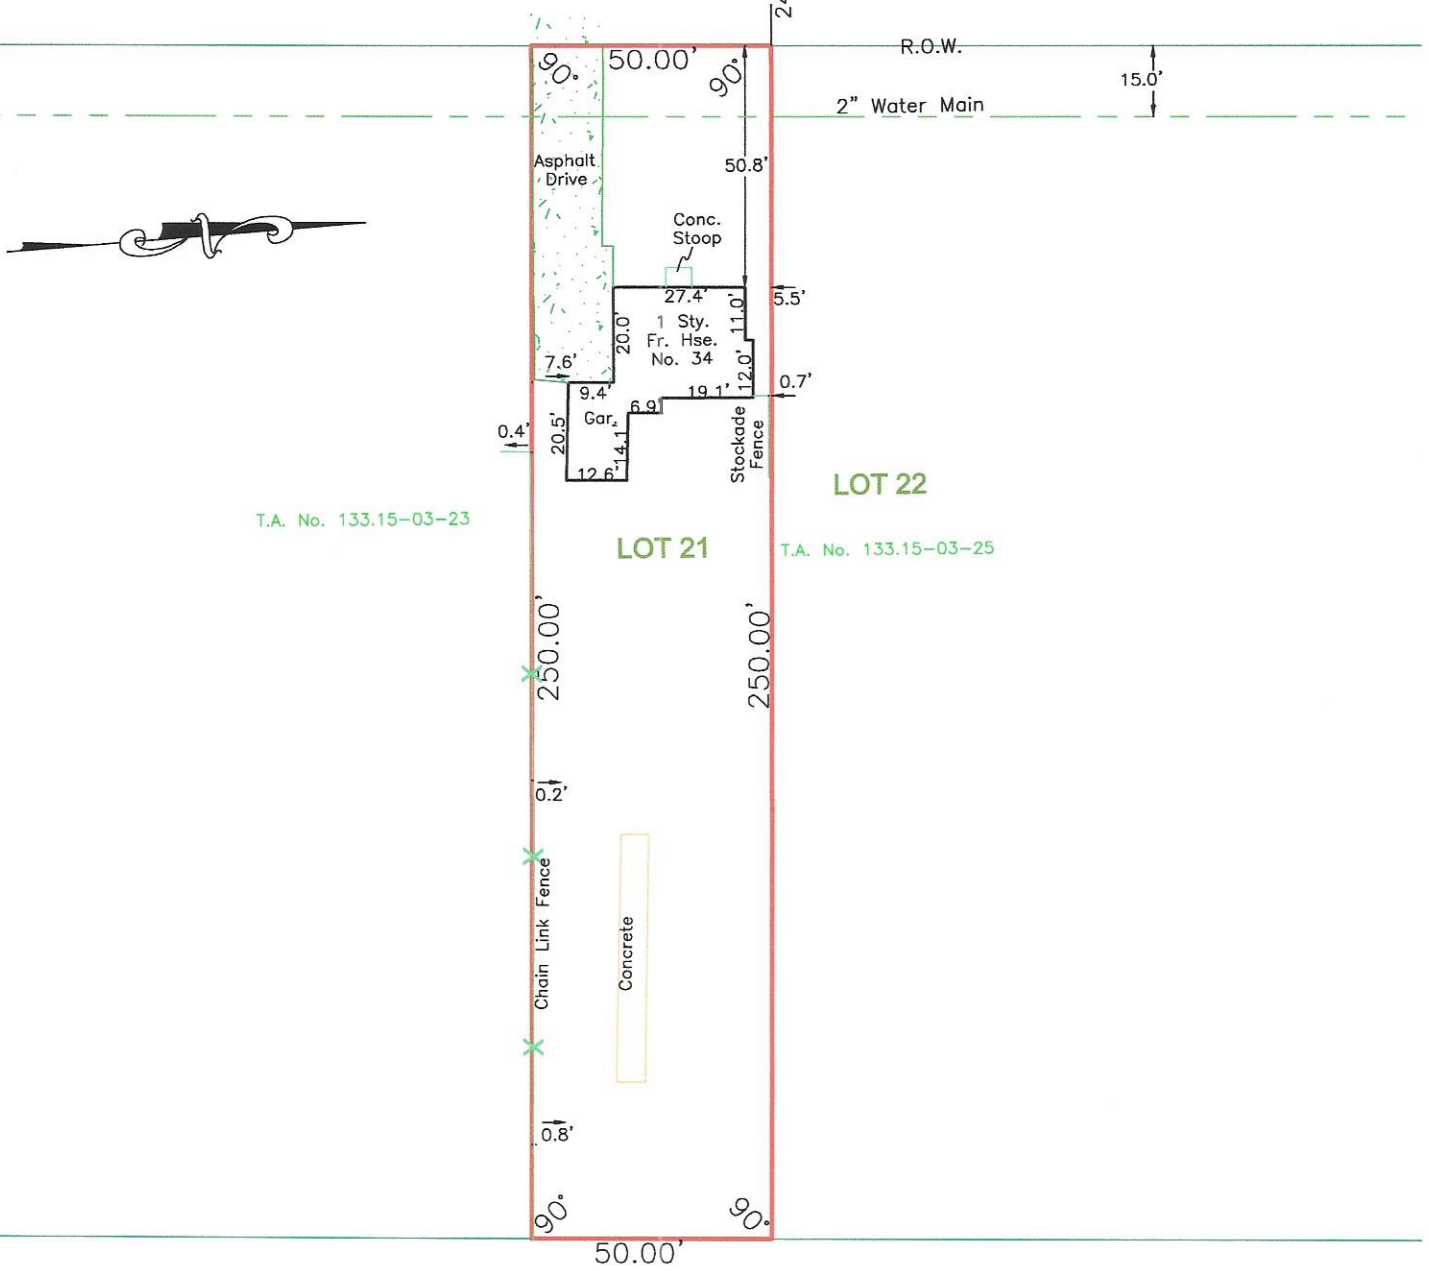 24
R.O.W.
90°
50.00'
90°
15.0'
2" Water Main
Asphalt
Drive
50.8'
Conc.
Stoop
27.4'
5.5'
11.0'
20.0'
1 Sty.
Fr. Hse.
No. 34
7.6'
12.0'
0.7'
9.4'
19.1'
6.9'
Gar.
20.5'
14.1'
12.6'
0.4'
Stockade
Fence
LOT 22
T.A. No. 133.15-03-23
LOT 21
T.A. No. 133.15-03-25
250.00'
250.00'
0.2'
Chain Link Fence
Concrete
0.8'
90°
90°
50.00'